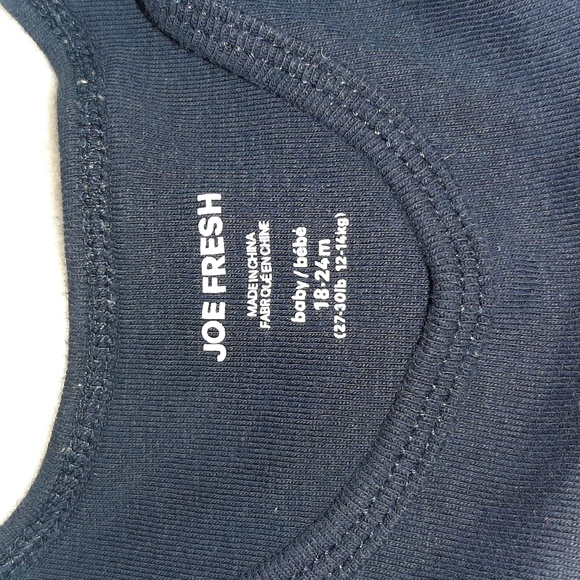 JOE FRESH
MADE IN CHINA
FABRIQUÉ EN CHINE
baby / bébé
18-24m
(27-30lb 12-14kg)